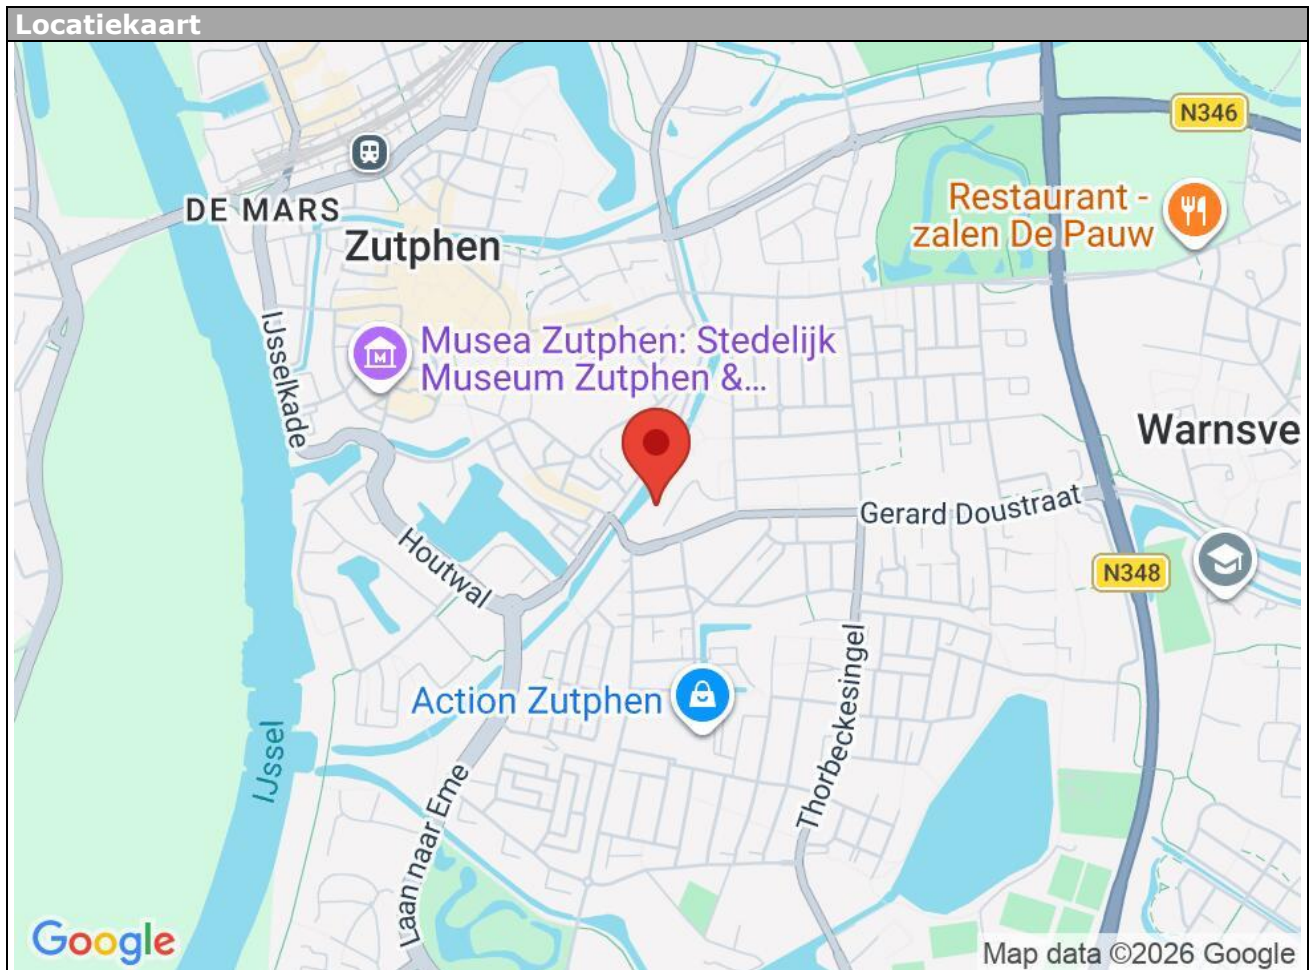 Locatiekaart
N346
Restaurant -
zalen De Pauw
DE MARS
Zutphen
IJsselkade
Musea Zutphen: Stedelijk
Museum Zutphen &...
Warnsve
Gerard Doustraat
Houtwal
N348
Action Zutphen
Thorbeckesingel
IJssel
Laan naar Eme
Google
Map data ©2026 Google